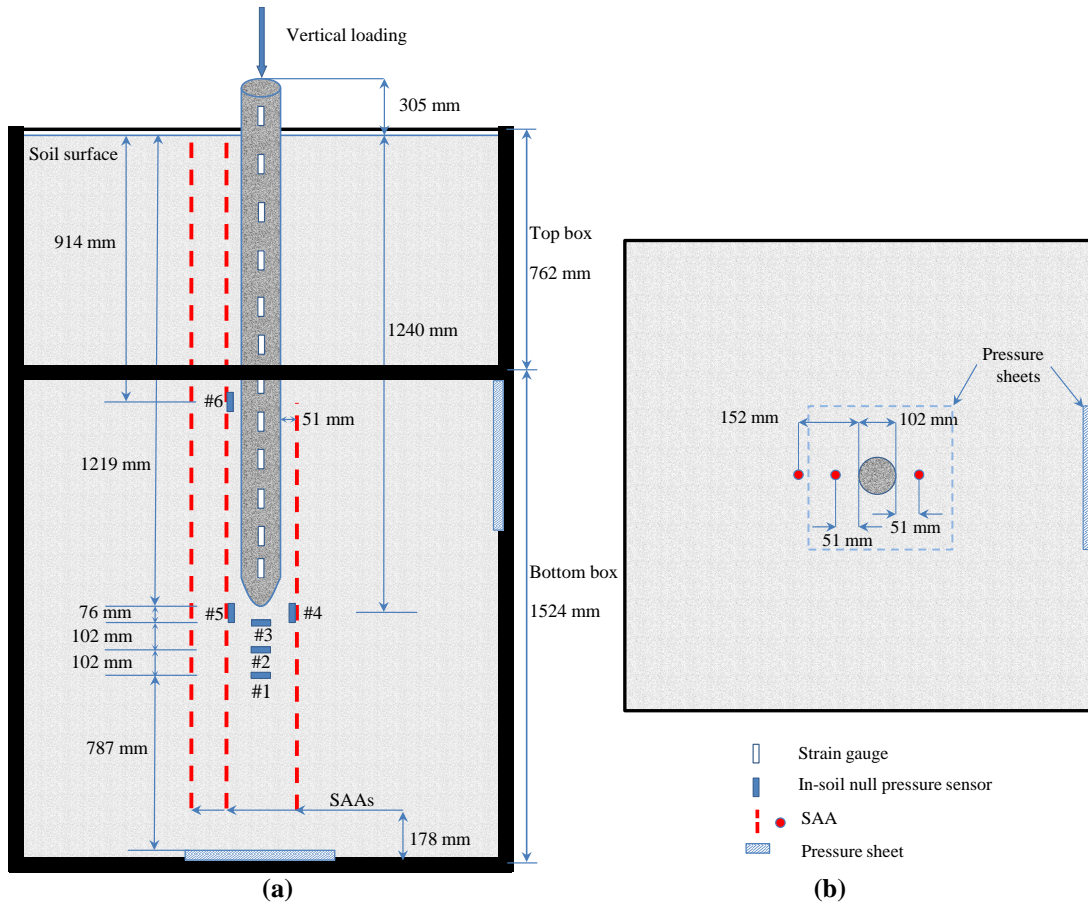 Vertical loading
305 mm
Soil surface
914 mm
Top box
762 mm
1240 mm
#6
51 mm
1219 mm
Bottom box
1524 mm
76 mm
#5
#4
102 mm
#3
102 mm
#2
#1
787 mm
SAAs
178 mm
(a)
Pressure
sheets
152 mm
102 mm
51 mm
51 mm
Strain gauge
In-soil null pressure sensor
SAA
Pressure sheet
(b)